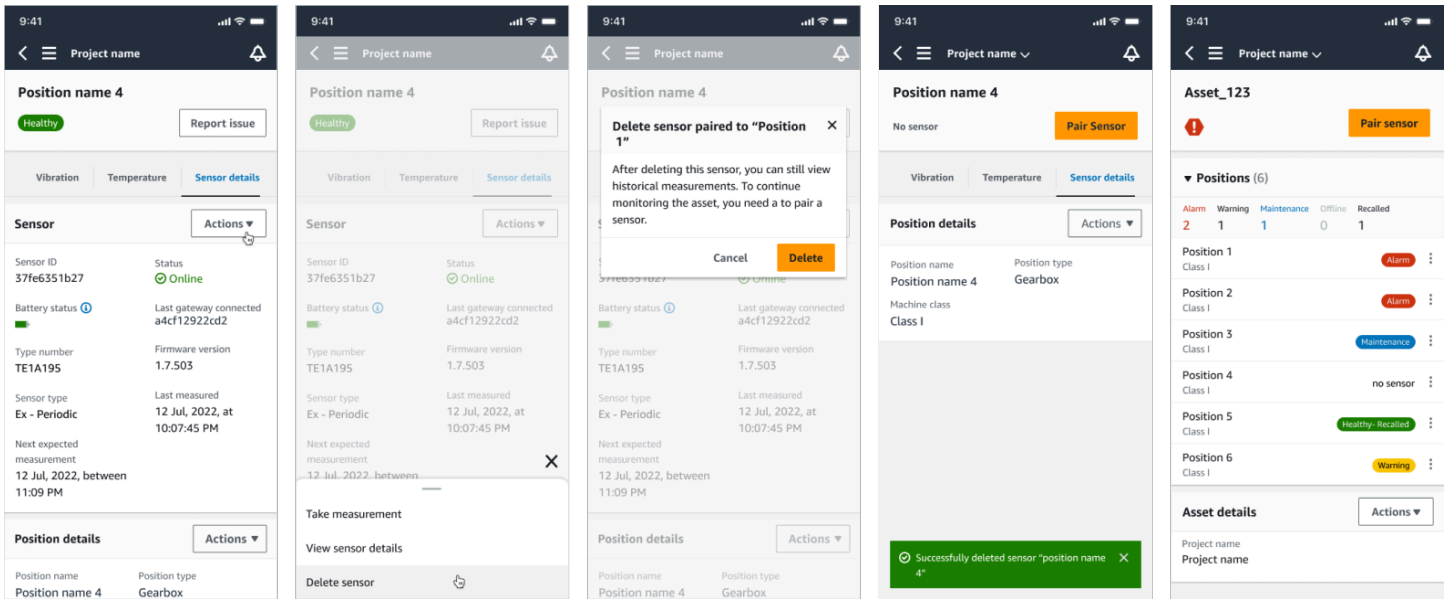 9:41
Project name
Position name 4
Healthy
Report issue
Vibration Temperature Sensor details
Sensor
Actions
Sensor ID
37fe6351b27
Status
Online
Battery status
Last gateway connected
a4cf12922cd2
Type number
TE1A195
Firmware version
1.7.503
Sensor type
Ex - Periodic
Last measured
12 Jul, 2022, at
10:07:45 PM
Next expected
measurement
12 Jul, 2022, between
11:09 PM
Position details
Actions
Position name
Position name 4
Position type
Gearbox
9:41
Project name
Position name 4
Healthy
Report issue
Vibration Temperature Sensor details
Sensor
Actions
Sensor ID
37fe6351b27
Status
Online
Battery status
Last gateway connected
a4cf12922cd2
Type number
TE1A195
Firmware version
1.7.503
Sensor type
Ex - Periodic
Last measured
12 Jul, 2022, at
10:07:45 PM
Next expected
measurement
12 Jul, 2022, between
Take measurement
View sensor details
Delete sensor
9:41
Project name
Position name 4
Delete sensor paired to “Position
1”
After deleting this sensor, you can still view
historical measurements. To continue
monitoring the asset, you need a to pair a
sensor.
Cancel
Delete
37fe6351b27
Online
Battery status
Last gateway connected
a4cf12922cd2
Type number
TE1A195
Firmware version
1.7.503
Sensor type
Ex - Periodic
Last measured
12 Jul, 2022, at
10:07:45 PM
Next expected
measurement
12 Jul, 2022, between
11:09 PM
Position details
Actions
Position name
Position name 4
Position type
Gearbox
9:41
Project name
Position name 4
No sensor
Pair Sensor
Vibration Temperature Sensor details
Position details
Actions
Position name
Position name 4
Position type
Gearbox
Machine class
Class I
Successfully deleted sensor “position name
4”
9:41
Project name
Asset_123
Pair sensor
Positions (6)
Alarm Warning Maintenance Offline Recalled
2 1 1 0 1
Position 1
Class I
Alarm
Position 2
Class I
Alarm
Position 3
Class I
Maintenance
Position 4
Class I
no sensor
Position 5
Class I
Healthy- Recalled
Position 6
Class I
Warning
Asset details
Actions
Project name
Project name